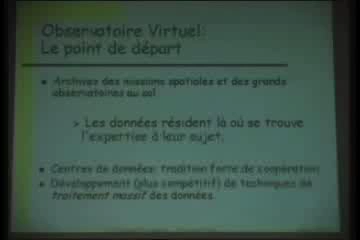 Observatoire Virtuel:
Le point de départ
Archives des missions spatiales et des grands
observatoires au sol
Les données résident là où se trouve
l'expertise à leur sujet.
Centres de données: tradition forte de coopération
Développement (plus compétitif) de techniques de
traitement massif des données.